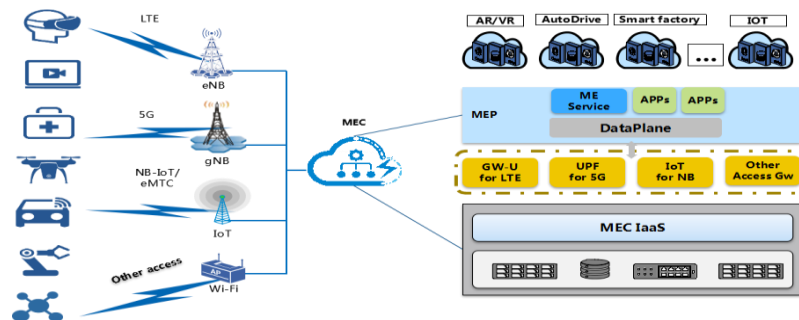 LTE
eNB
5G
gNB
NB-IoT/
eMTC
IoT
Other access
AP
Wi-Fi
MEC
AR/VR
AutoDrive
Smart factory
IOT
...
MEP
ME
Service
APPs
APPs
DataPlane
GW-U
for LTE
UPF
for 5G
IoT
for NB
Other
Access Gw
MEC IaaS